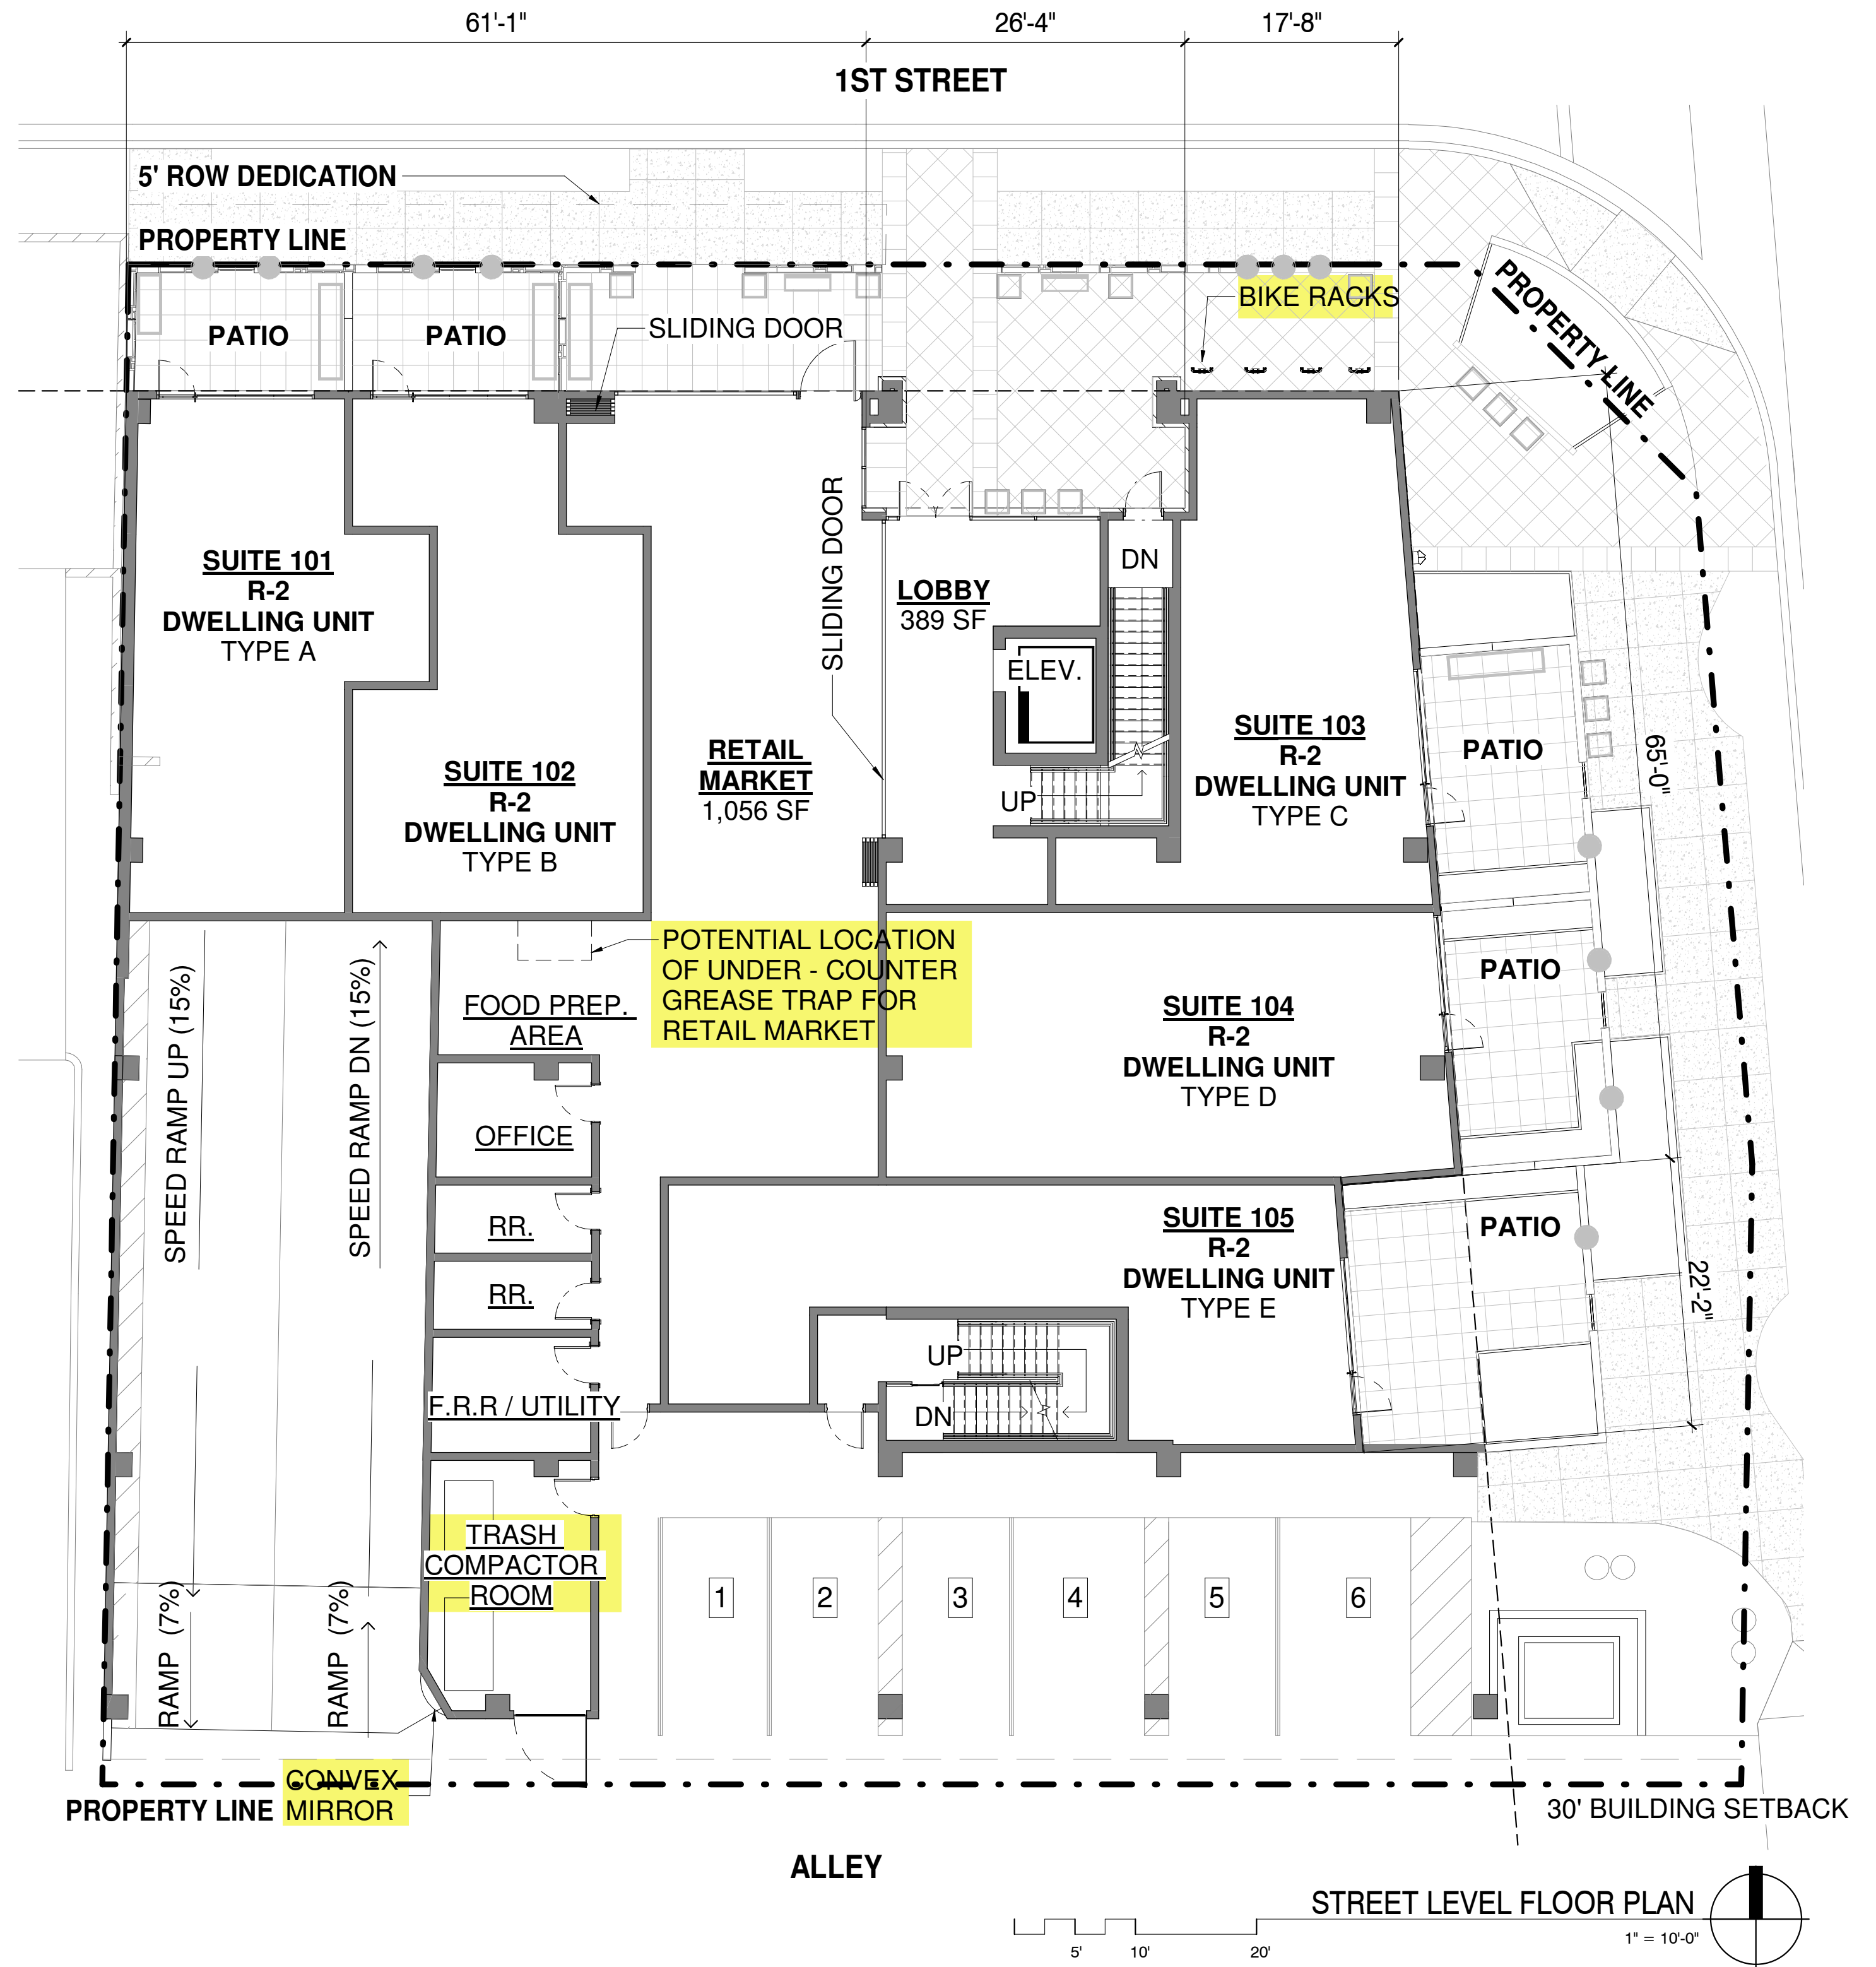 61'-1"
26'-4"
17'-8"
1ST STREET
5' ROW DEDICATION
PROPERTY LINE
PROPERTY LINE
BIKE RACKS
PATIO
PATIO
SLIDING DOOR
SLIDING DOOR
SUITE 101
R-2
DWELLING UNIT
TYPE A
SUITE 102
R-2
DWELLING UNIT
TYPE B
RETAIL
MARKET
1,056 SF
LOBBY
389 SF
DN
ELEV.
UP
SUITE 103
R-2
DWELLING UNIT
TYPE C
PATIO
65'-0"
POTENTIAL LOCATION
OF UNDER - COUNTER
GREASE TRAP FOR
RETAIL MARKET
FOOD PREP.
AREA
SPEED RAMP UP (15%)
SPEED RAMP DN (15%)
SUITE 104
R-2
DWELLING UNIT
TYPE D
PATIO
OFFICE
RR.
RR.
SUITE 105
R-2
DWELLING UNIT
TYPE E
PATIO
22'-2"
UP
DN
F.R.R / UTILITY
TRASH
COMPACTOR
ROOM
RAMP (7%)
RAMP (7%)
1
2
3
4
5
6
CONVEX
MIRROR
PROPERTY LINE
30' BUILDING SETBACK
ALLEY
STREET LEVEL FLOOR PLAN
1" = 10'-0"
5'
10'
20'